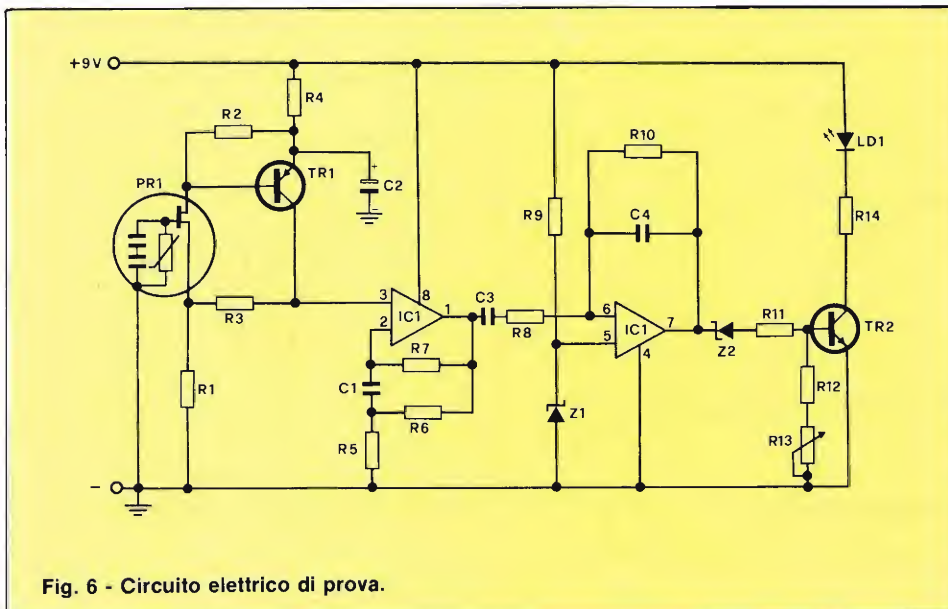 +9V
R4
R2
TR1
C2
PR1
R3
R1
3
2
8
1
IC1
C3
R8
R7
C1
R6
R5
R9
R10
C4
6
5
IC1
7
4
Z1
Z2
R11
LD1
R14
TR2
R12
R13
+
-
-
Fig. 6 - Circuito elettrico di prova.